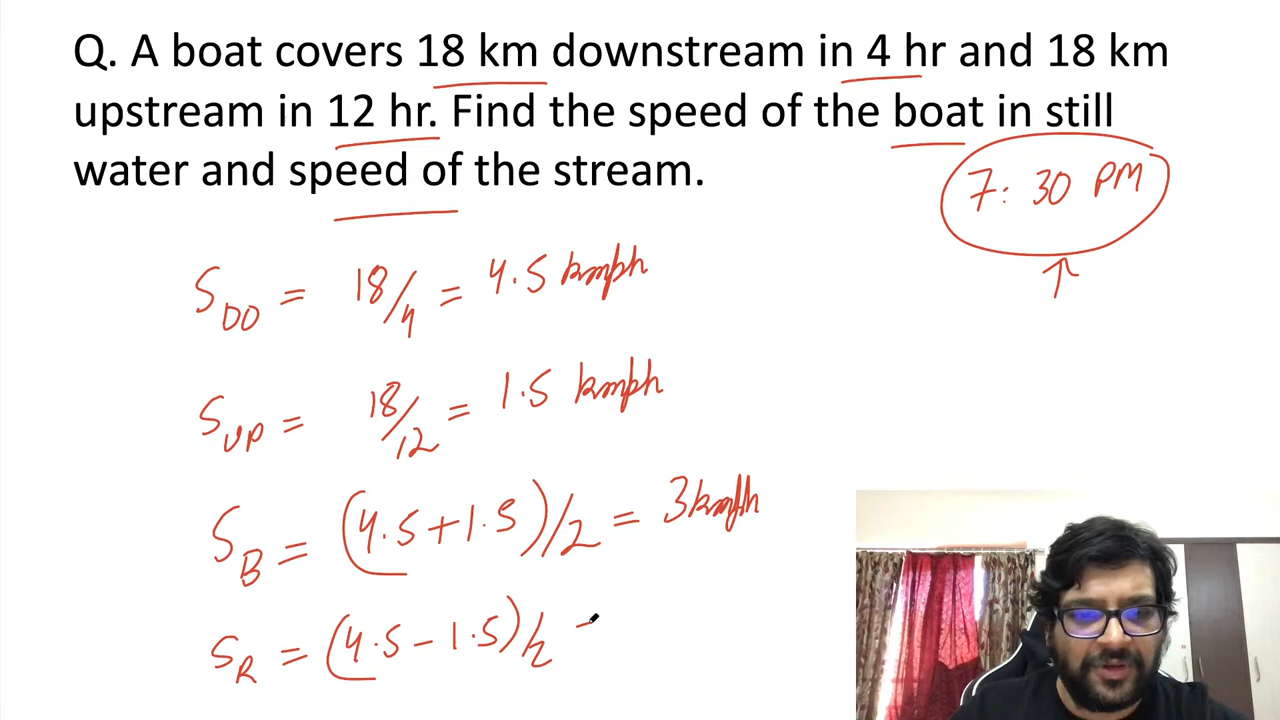 Q. A boat covers 18 km downstream in 4 hr and 18 km
upstream in 12 hr. Find the speed of the boat in still
water and speed of the stream.
7: 30 PM
S_DO = 18/4 = 4.5 kmph
S_UP = 18/12 = 1.5 kmph
S_B = (4.5+1.5)/2 = 3kmph
S_R = (4.5-1.5)/2 -